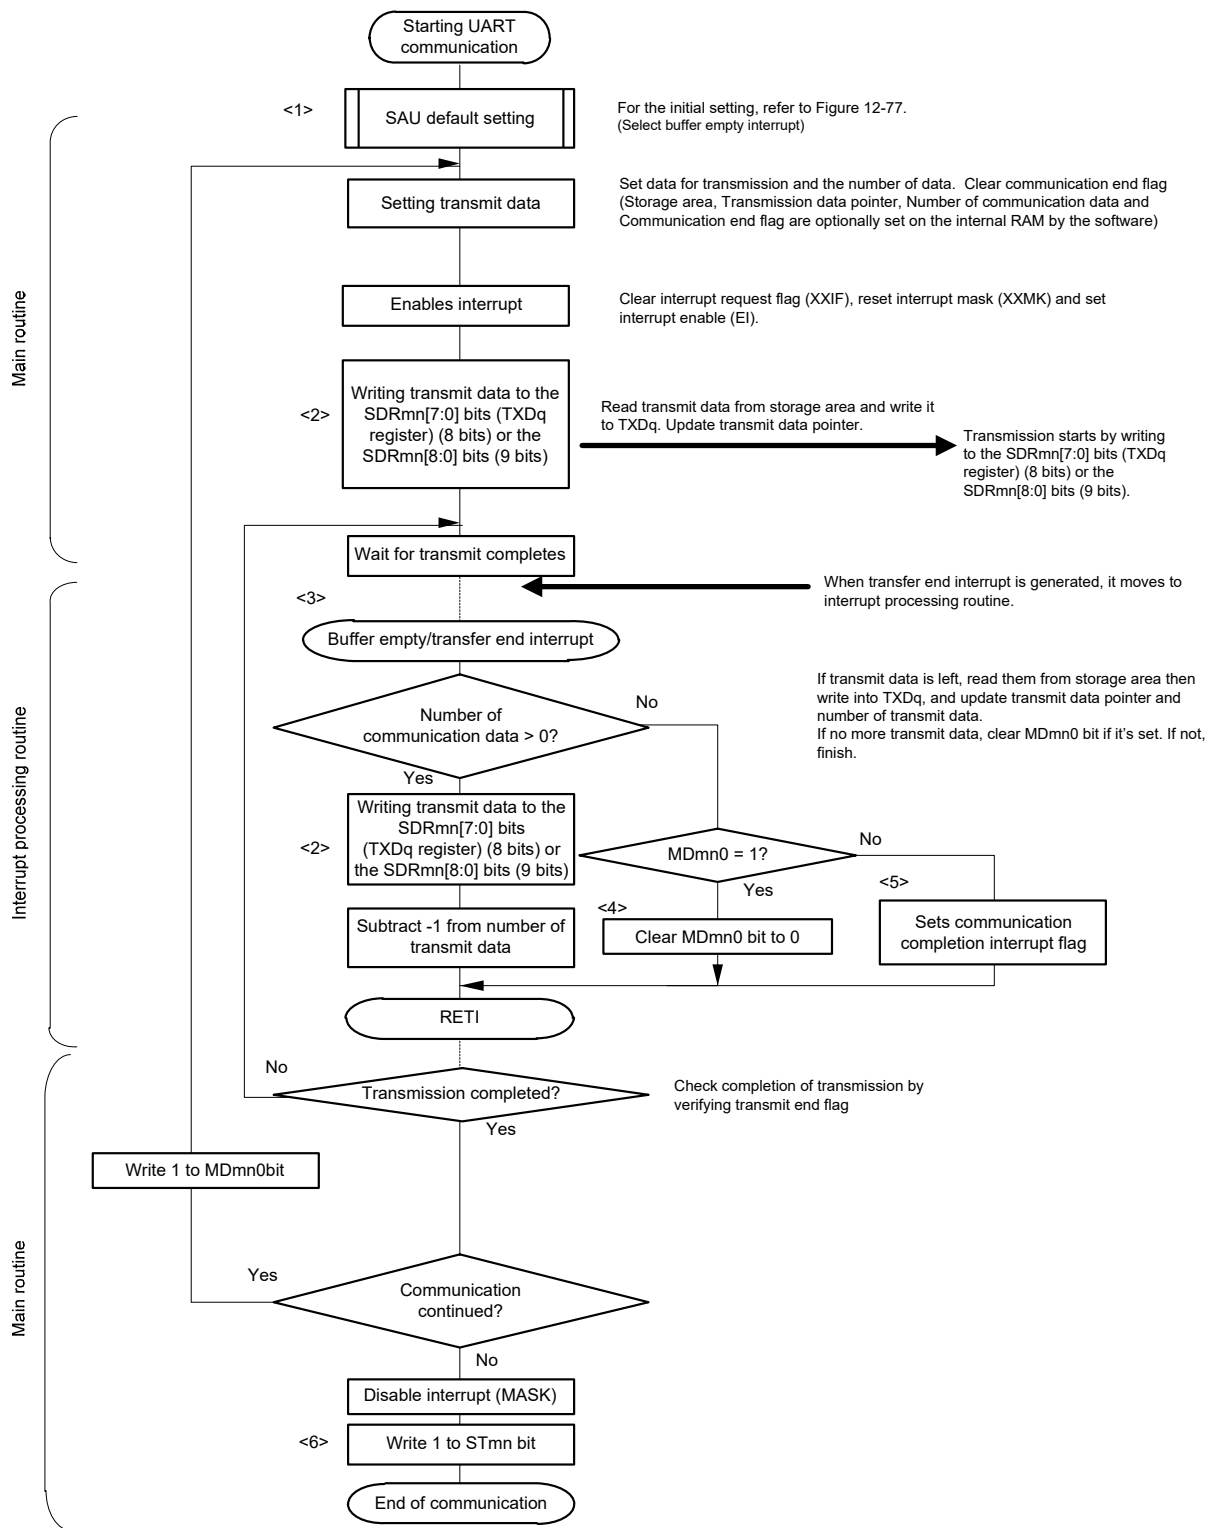 Starting UART
communication
<1>
SAU default setting
For the initial setting, refer to Figure 12-77.
(Select buffer empty interrupt)
Setting transmit data
Set data for transmission and the number of data. Clear communication end flag
(Storage area, Transmission data pointer, Number of communication data and
Communication end flag are optionally set on the internal RAM by the software)
Main routine
Enables interrupt
Clear interrupt request flag (XXIF), reset interrupt mask (XXMK) and set
interrupt enable (EI).
<2>
Writing transmit data to the
SDRmn[7:0] bits (TXDq
register) (8 bits) or the
SDRmn[8:0] bits (9 bits)
Read transmit data from storage area and write it
to TXDq. Update transmit data pointer.
Transmission starts by writing
to the SDRmn[7:0] bits (TXDq
register) (8 bits) or the
SDRmn[8:0] bits (9 bits).
Wait for transmit completes
When transfer end interrupt is generated, it moves to
interrupt processing routine.
<3>
Buffer empty/transfer end interrupt
Interrupt processing routine
Number of
communication data > 0?
No
Yes
If transmit data is left, read them from storage area then
write into TXDq, and update transmit data pointer and
number of transmit data.
If no more transmit data, clear MDmn0 bit if it's set. If not,
finish.
<2>
Writing transmit data to the
SDRmn[7:0] bits
(TXDq register) (8 bits) or
the SDRmn[8:0] bits (9 bits)
MDmn0 = 1?
No
Yes
<4>
<5>
Subtract -1 from number of
transmit data
Clear MDmn0 bit to 0
Sets communication
completion interrupt flag
RETI
No
Transmission completed?
Yes
Check completion of transmission by
verifying transmit end flag
Write 1 to MDmn0bit
Main routine
Yes
Communication
continued?
No
Disable interrupt (MASK)
<6>
Write 1 to STmn bit
End of communication